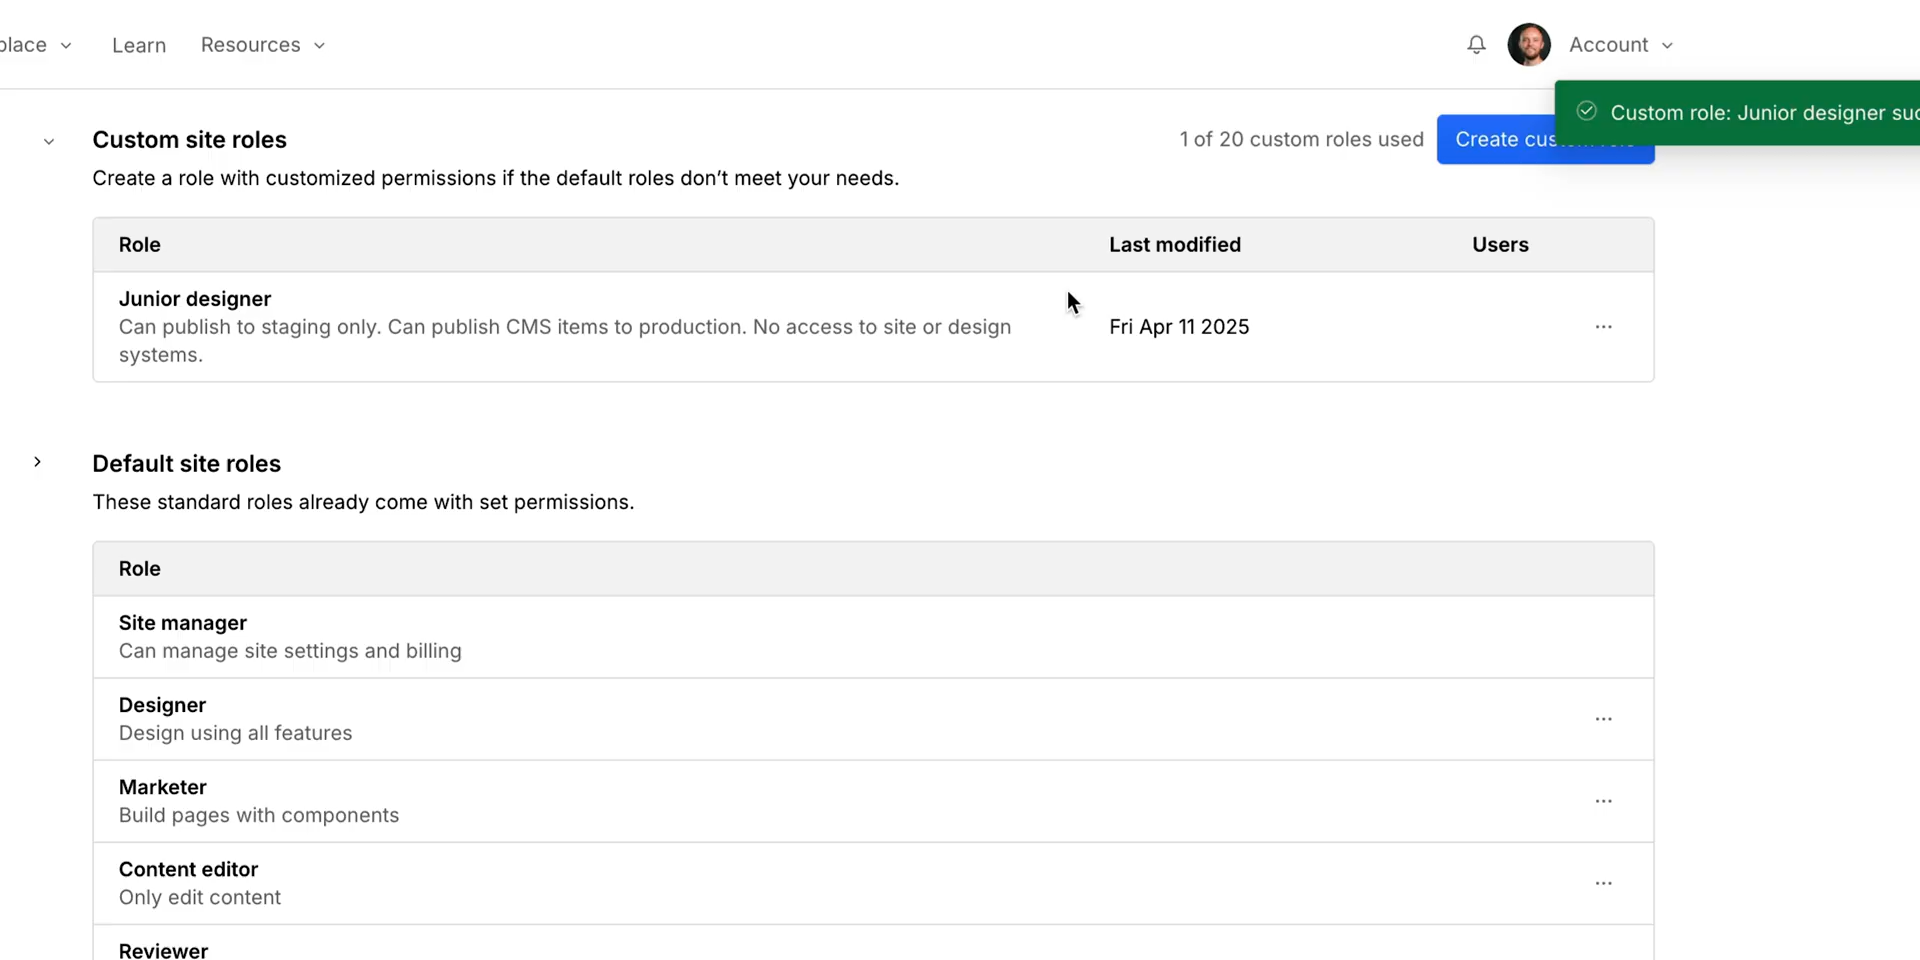 Learn
Resources
Account
Custom role: Junior designer
Custom site roles
1 of 20 custom roles used
Create
Create a role with customized permissions if the default roles don’t meet your needs.
Role
Last modified
Users
Junior designer
Can publish to staging only. Can publish CMS items to production. No access to site or design
systems.
Fri Apr 11 2025
Default site roles
These standard roles already come with set permissions.
Role
Site manager
Can manage site settings and billing
Designer
Design using all features
Marketer
Build pages with components
Content editor
Only edit content
Reviewer